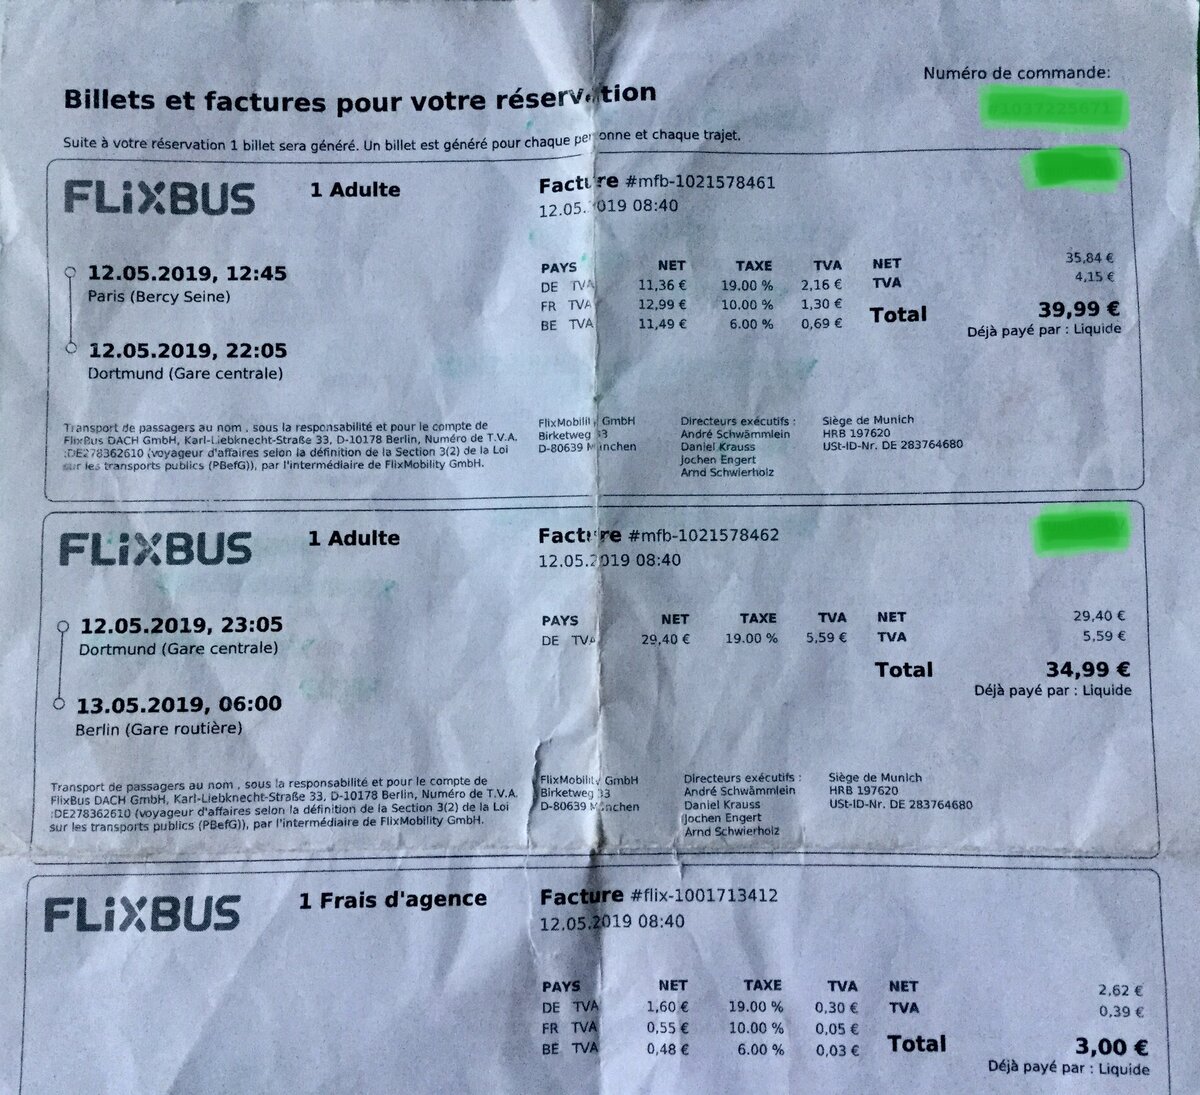 Numéro de commande:
Billets et factures pour votre réservation
Suite à votre réservation 1 billet sera généré. Un billet est généré pour chaque personne et chaque trajet.
FLiXBUS 1 Adulte Facture #mfb-1021578461
12.05.2019 08:40
12.05.2019, 12:45
Paris (Bercy Seine)
12.05.2019, 22:05
Dortmund (Gare centrale)
PAYS NET TAXE TVA
DE TVA 11,36 € 19.00 % 2,16 €
FR TVA 12,99 € 10.00 % 1,30 €
BE TVA 11,49 € 6.00 % 0,69 €
NET 35,84 €
TVA 4,15 €
Total 39,99 €
Déjà payé par : Liquide
Transport de passagers au nom , sous la responsabilité et pour le compte de
FlixBus DACH GmbH, Karl-Liebknecht-Straße 33, D-10178 Berlin, Numéro de T.V.A.
:DE278362610 (voyageur d'affaires selon la définition de la Section 3(2) de la Loi
sur les transports publics (PBefG)), par l'intermédiaire de FlixMobility GmbH.
FlixMobility GmbH
Birketweg 33
D-80639 München
Directeurs exécutifs :
André Schwämmlein
Daniel Krauss
Jochen Engert
Arnd Schwierholz
Siège de Munich
HRB 197620
USt-ID-Nr. DE 283764680
FLiXBUS 1 Adulte Facture #mfb-1021578462
12.05.2019 08:40
12.05.2019, 23:05
Dortmund (Gare centrale)
13.05.2019, 06:00
Berlin (Gare routière)
PAYS NET TAXE TVA
DE TVA 29,40 € 19.00 % 5,59 €
NET 29,40 €
TVA 5,59 €
Total 34,99 €
Déjà payé par : Liquide
Transport de passagers au nom , sous la responsabilité et pour le compte de
FlixBus DACH GmbH, Karl-Liebknecht-Straße 33, D-10178 Berlin, Numéro de T.V.A.
:DE278362610 (voyageur d'affaires selon la définition de la Section 3(2) de la Loi
sur les transports publics (PBefG)), par l'intermédiaire de FlixMobility GmbH.
FlixMobility GmbH
Birketweg 33
D-80639 München
Directeurs exécutifs :
André Schwämmlein
Daniel Krauss
Jochen Engert
Arnd Schwierholz
Siège de Munich
HRB 197620
USt-ID-Nr. DE 283764680
FLiXBUS 1 Frais d'agence Facture #flix-1001713412
12.05.2019 08:40
PAYS NET TAXE TVA
DE TVA 1,60 € 19.00 % 0,30 €
FR TVA 0,55 € 10.00 % 0,05 €
BE TVA 0,48 € 6.00 % 0,03 €
NET 2,62 €
TVA 0,39 €
Total 3,00 €
Déjà payé par : Liquide